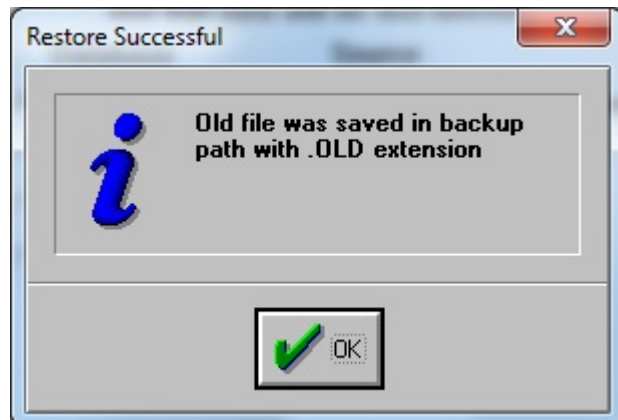 Restore Successful
Old file was saved in backup
path with .OLD extension
OK